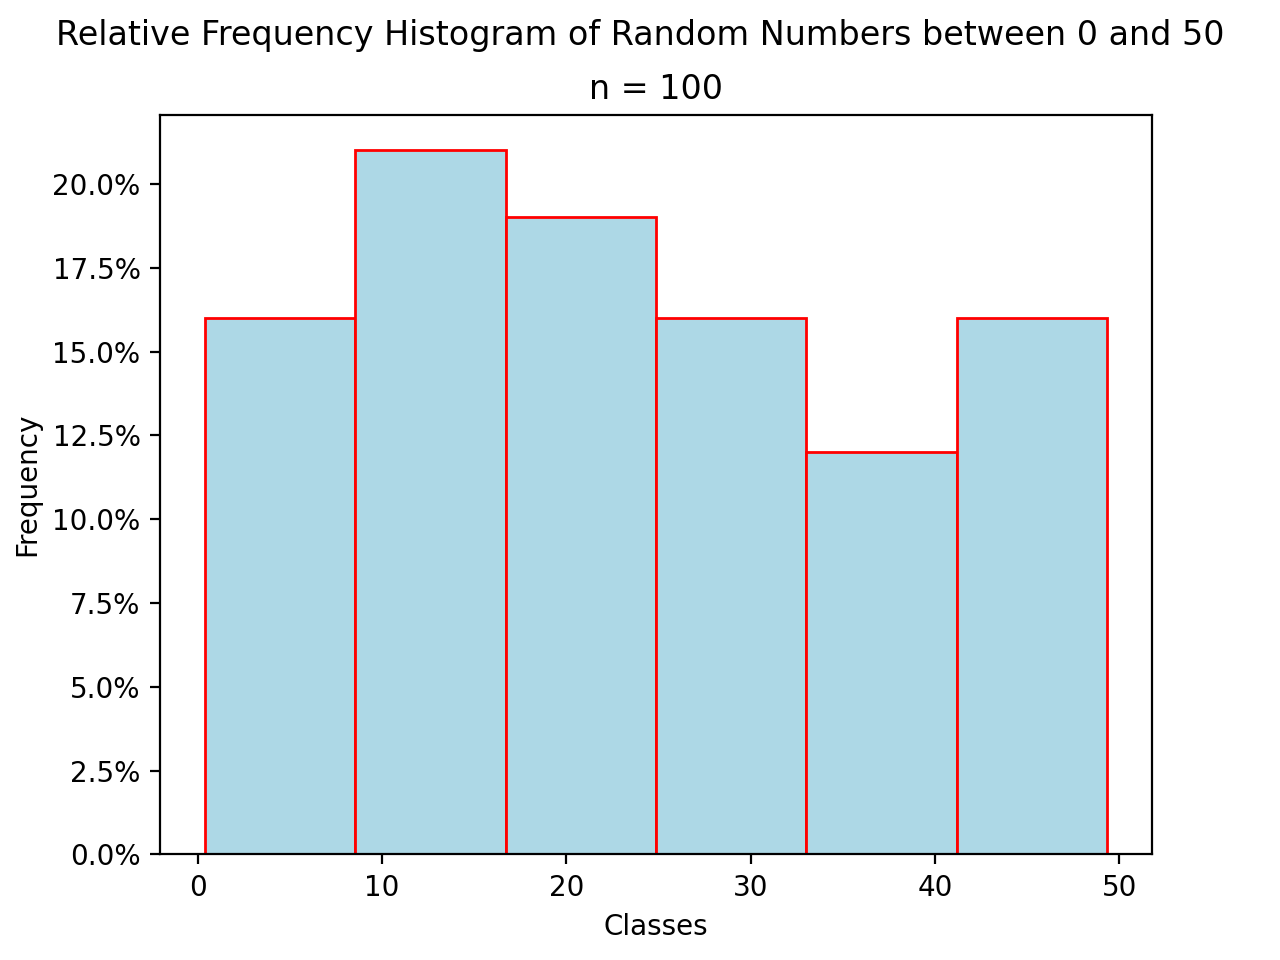 Relative Frequency Histogram of Random Numbers between 0 and 50
n = 100
20.0%
17.5%
15.0%
12.5%
10.0%
7.5%
5.0%
2.5%
0.0%
Frequency
0 10 20 30 40 50
Classes